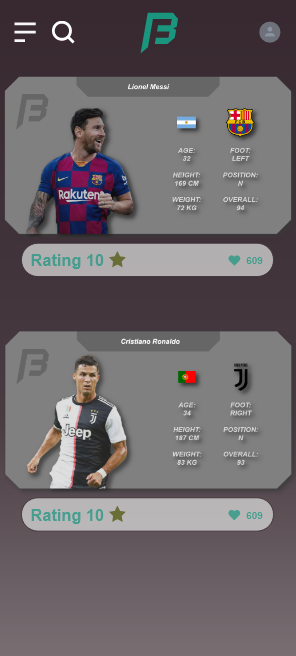 B
Lionel Messi
B
AGE:
32
FOOT:
LEFT
HEIGHT:
169 CM
POSITION:
N
Rakuten
WEIGHT:
72 KG
OVERALL:
94
Rating 10
609
Cristiano Ronaldo
B
AGE:
34
FOOT:
RIGHT
HEIGHT:
187 CM
POSITION:
N
Jeep
WEIGHT:
83 KG
OVERALL:
93
Rating 10
609